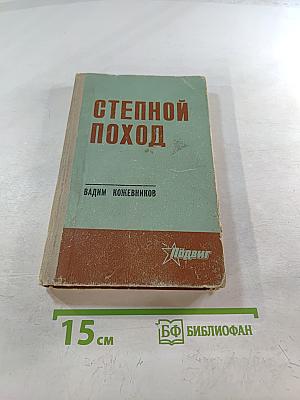 СТЕПНОЙ
ПОХОД
ВАДИМ КОЖЕВНИКОВ
Подвиг
15 см
БФ БИБЛИОФАН